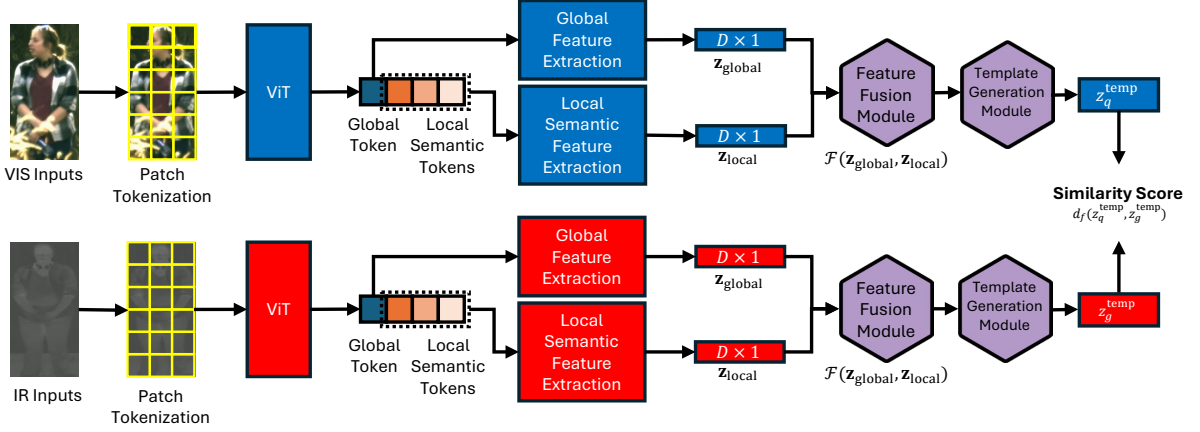 VIS Inputs
Patch
Tokenization
ViT
Global
Token
Local
Semantic
Tokens
Global
Feature
Extraction
Local
Semantic
Feature
Extraction
D × 1
z_global
D × 1
z_local
Feature
Fusion
Module
ℱ(z_global, z_local)
Template
Generation
Module
z_q^temp
Similarity Score
d_f(z_q^temp, z_g^temp)
IR Inputs
Patch
Tokenization
ViT
Global
Token
Local
Semantic
Tokens
Global
Feature
Extraction
Local
Semantic
Feature
Extraction
D × 1
z_global
D × 1
z_local
Feature
Fusion
Module
ℱ(z_global, z_local)
Template
Generation
Module
z_g^temp